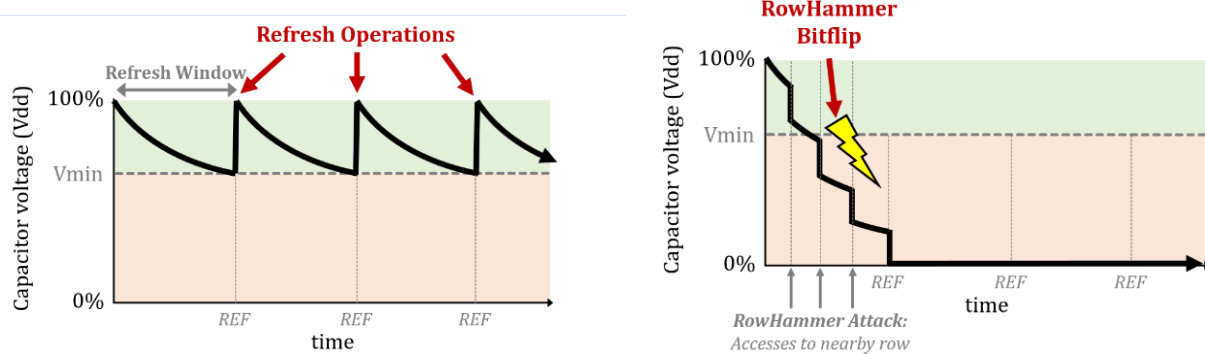 Refresh Operations
Refresh Window
Capacitor voltage (Vdd)
100%
Vmin
0%
REF
REF
REF
time
RowHammer
Bitflip
Capacitor voltage (Vdd)
100%
Vmin
0%
REF
REF
REF
time
RowHammer Attack:
Accesses to nearby row